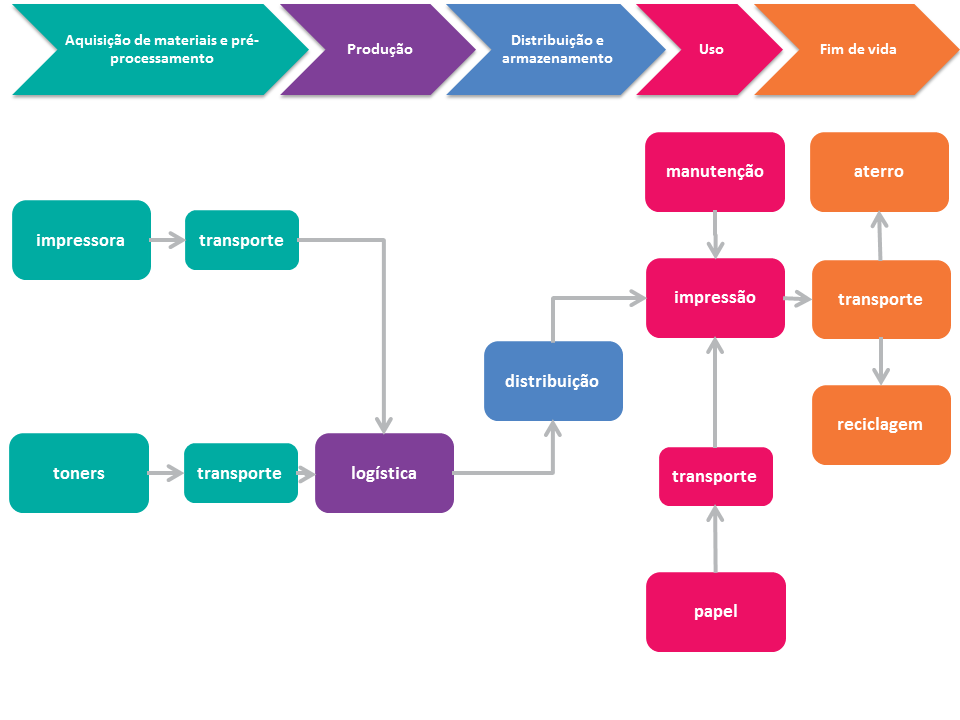 Aquisição de materiais e pré-
processamento
Produção
Distribuição e
armazenamento
Uso
Fim de vida
manutenção
aterro
impressora
transporte
impressão
transporte
distribuição
reciclagem
toners
transporte
logística
transporte
papel